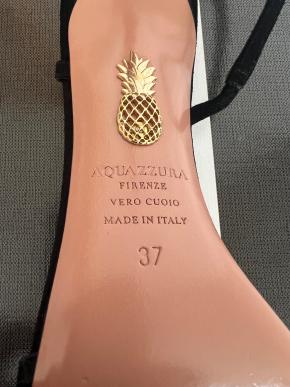 AQUAZZURA
FIRENZE
VERO CUOIO
MADE IN ITALY
37